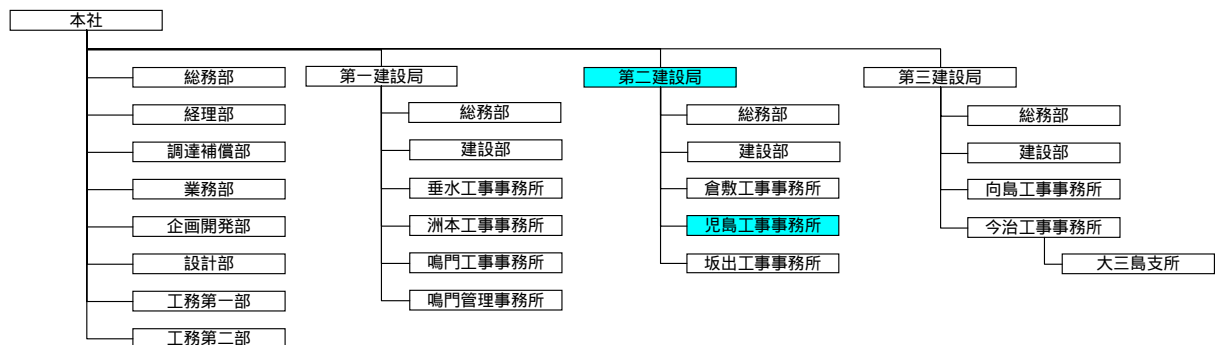 本社
総務部
経理部
調達補償部
業務部
企画開発部
設計部
工務第一部
工務第二部
第一建設局
総務部
建設部
垂水工事事務所
洲本工事事務所
鳴門工事事務所
鳴門管理事務所
第二建設局
総務部
建設部
倉敷工事事務所
児島工事事務所
坂出工事事務所
第三建設局
総務部
建設部
向島工事事務所
今治工事事務所
大三島支所